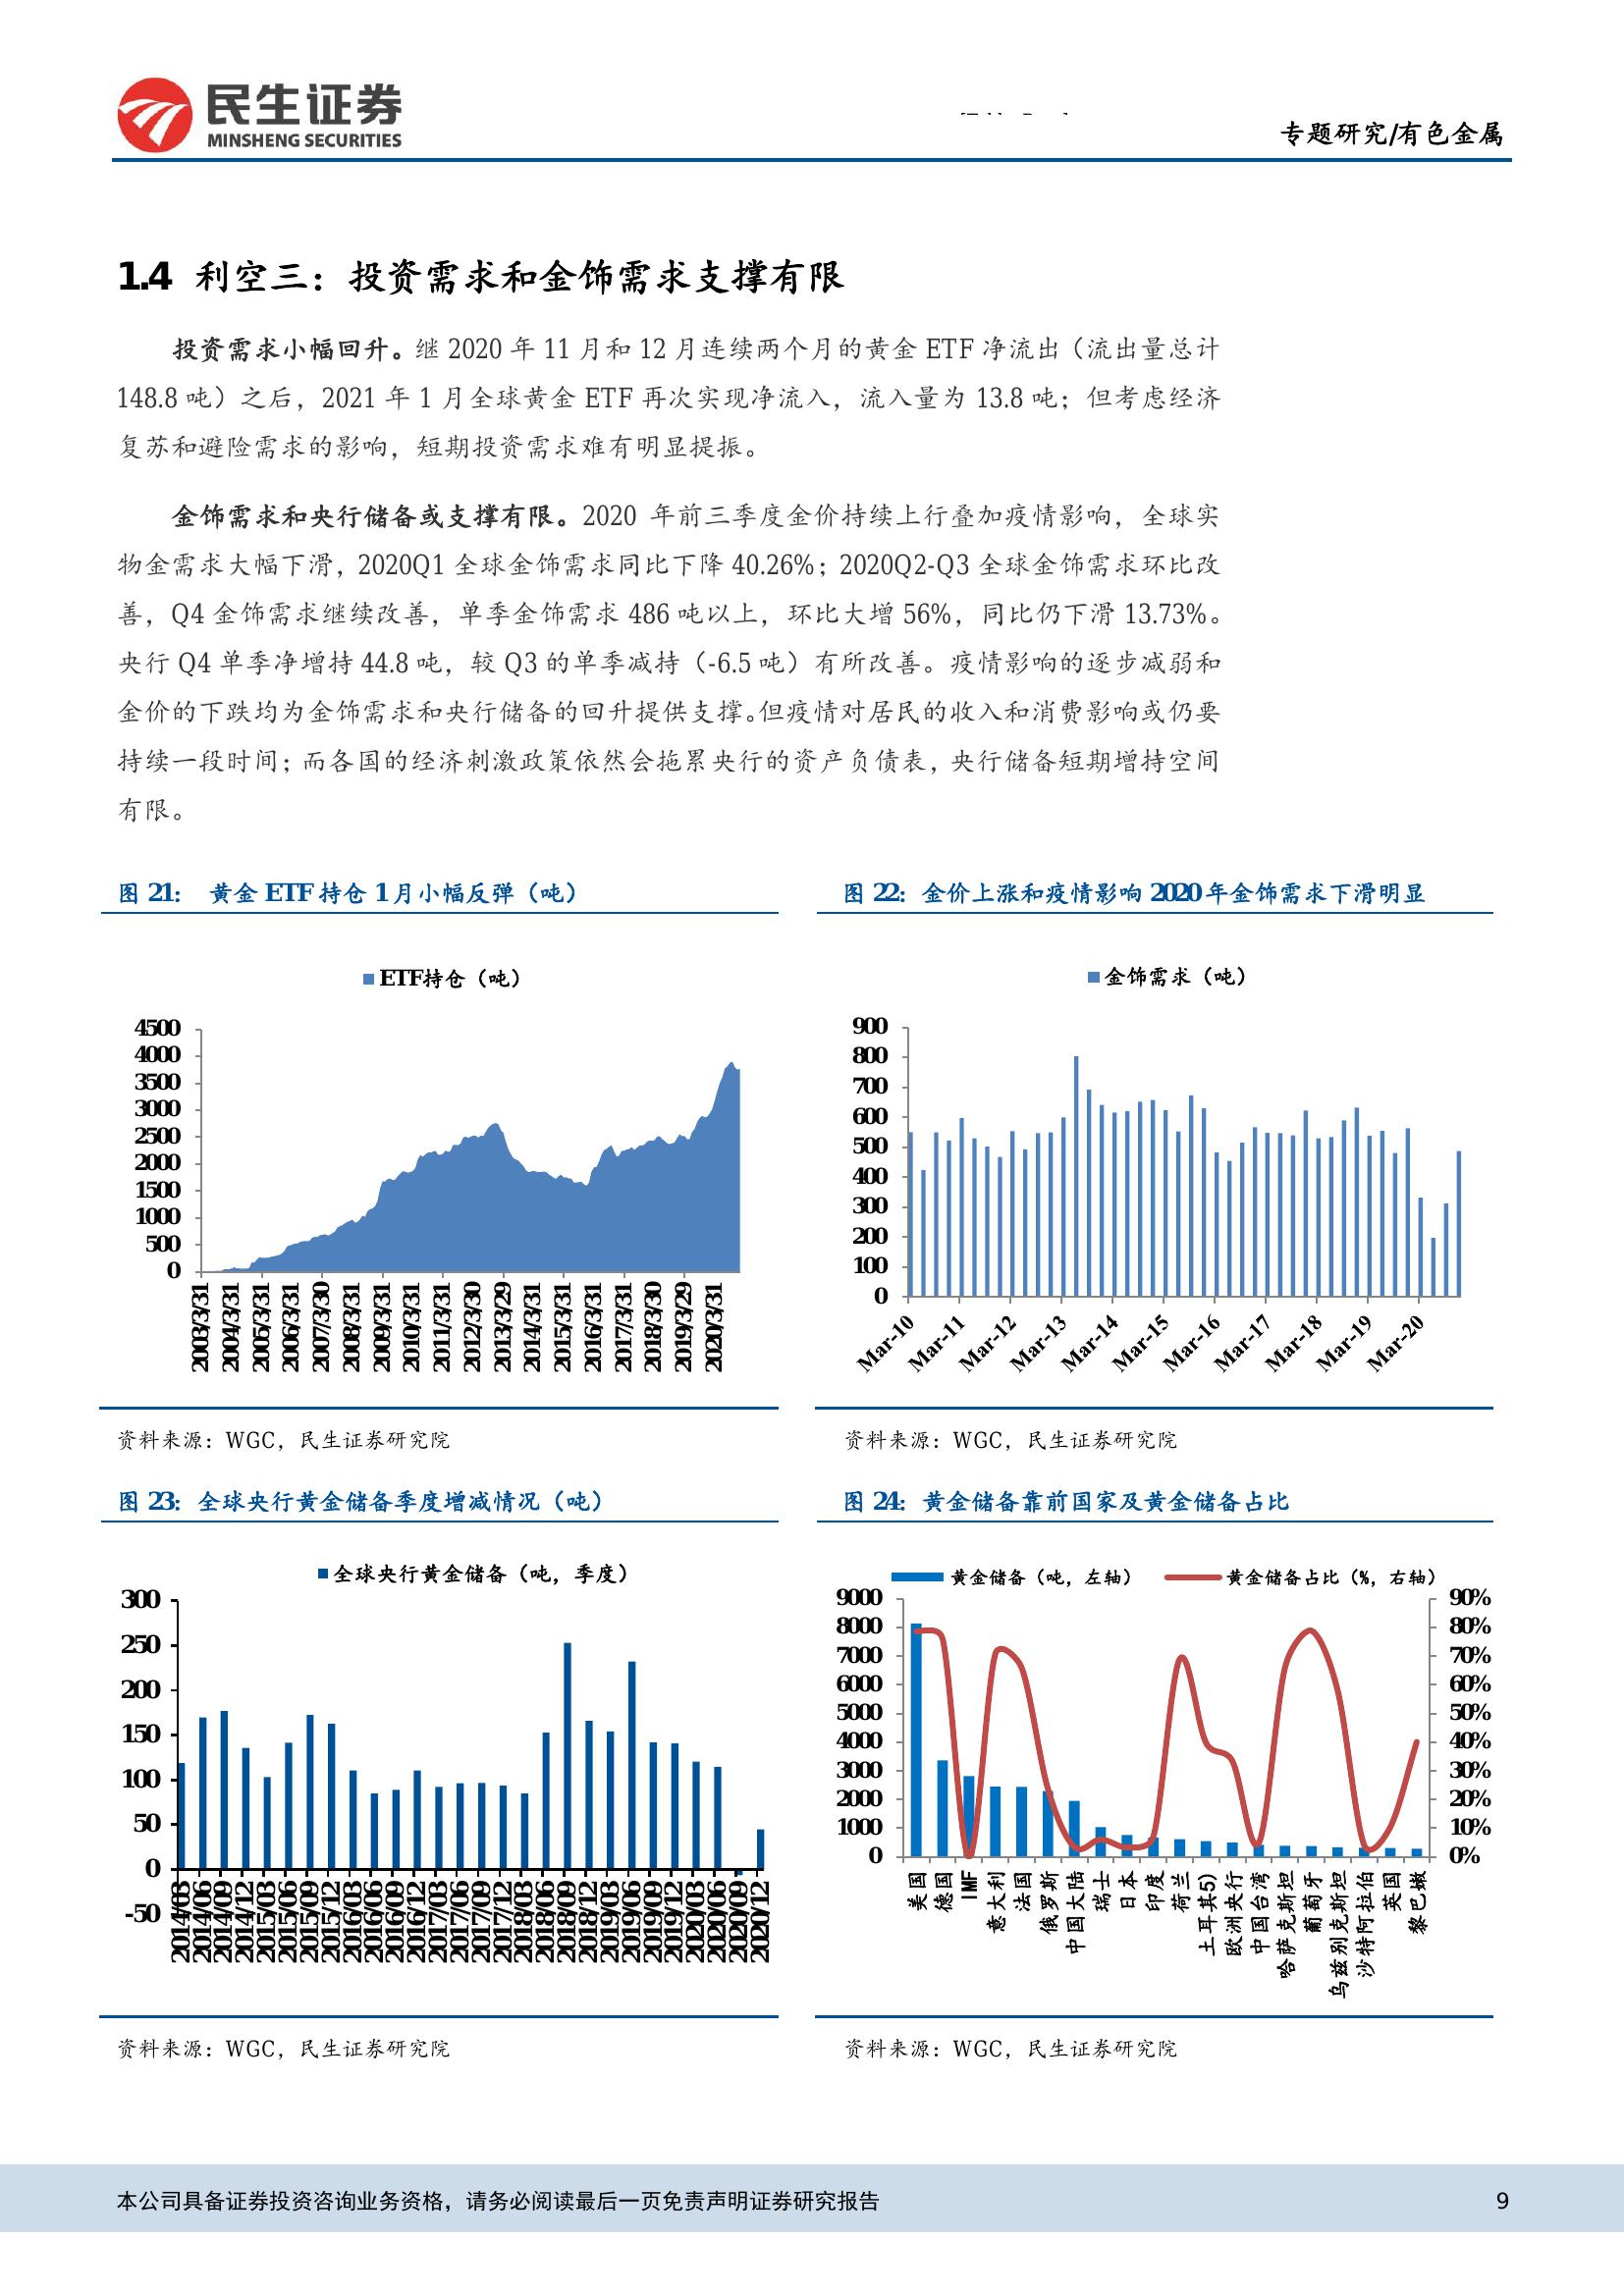 民生证券
MINSHENG SECURITIES
专题研究/有色金属
1.4 利空三：投资需求和金饰需求支撑有限
投资需求小幅回升。继 2020 年 11 月和 12 月连续两个月的黄金 ETF 净流出（流出量总计
148.8 吨）之后，2021 年 1 月全球黄金 ETF 再次实现净流入，流入量为 13.8 吨；但考虑经济
复苏和避险需求的影响，短期投资需求难有明显提振。
金饰需求和央行储备或支撑有限。2020 年前三季度金价持续上行叠加疫情影响，全球实
物金需求大幅下滑，2020Q1 全球金饰需求同比下降 40.26%；2020Q2-Q3 全球金饰需求环比改
善，Q4 金饰需求继续改善，单季金饰需求 486 吨以上，环比大增 56%，同比仍下滑 13.73%。
央行 Q4 单季净增持 44.8 吨，较 Q3 的单季减持（-6.5 吨）有所改善。疫情影响的逐步减弱和
金价的下跌均为金饰需求和央行储备的回升提供支撑。但疫情对居民的收入和消费影响或仍要
持续一段时间；而各国的经济刺激政策依然会拖累央行的资产负债表，央行储备短期增持空间
有限。
图 21： 黄金 ETF 持仓 1 月小幅反弹（吨）
ETF持仓（吨）
4500
4000
3500
3000
2500
2000
1500
1000
500
0
2003/3/31
2004/3/31
2005/3/31
2006/3/31
2007/3/30
2008/3/31
2009/3/31
2010/3/31
2011/3/31
2012/3/30
2013/3/29
2014/3/31
2015/3/31
2016/3/31
2017/3/31
2018/3/30
2019/3/29
2020/3/31
资料来源：WGC，民生证券研究院
图 22：金价上涨和疫情影响 2020 年金饰需求下滑明显
金饰需求（吨）
900
800
700
600
500
400
300
200
100
0
Mar-10
Mar-11
Mar-12
Mar-13
Mar-14
Mar-15
Mar-16
Mar-17
Mar-18
Mar-19
Mar-20
资料来源：WGC，民生证券研究院
图 23：全球央行黄金储备季度增减情况（吨）
全球央行黄金储备（吨，季度）
300
250
200
150
100
50
0
-50
2014/03
2014/06
2014/09
2014/12
2015/03
2015/06
2015/09
2015/12
2016/03
2016/06
2016/09
2016/12
2017/03
2017/06
2017/09
2017/12
2018/03
2018/06
2018/09
2018/12
2019/03
2019/06
2019/09
2019/12
2020/03
2020/06
2020/09
2020/12
资料来源：WGC，民生证券研究院
图 24：黄金储备靠前国家及黄金储备占比
黄金储备（吨，左轴）
黄金储备占比（%，右轴）
9000
8000
7000
6000
5000
4000
3000
2000
1000
0
90%
80%
70%
60%
50%
40%
30%
20%
10%
0%
美国
德国
IMF
意大利
法国
俄罗斯
中国大陆
瑞士
日本
印度
荷兰
土耳其5)
欧洲央行
中国台湾
哈萨克斯坦
葡萄牙
乌兹别克斯坦
沙特阿拉伯
英国
黎巴嫩
资料来源：WGC，民生证券研究院
本公司具备证券投资咨询业务资格，请务必阅读最后一页免责声明证券研究报告
9